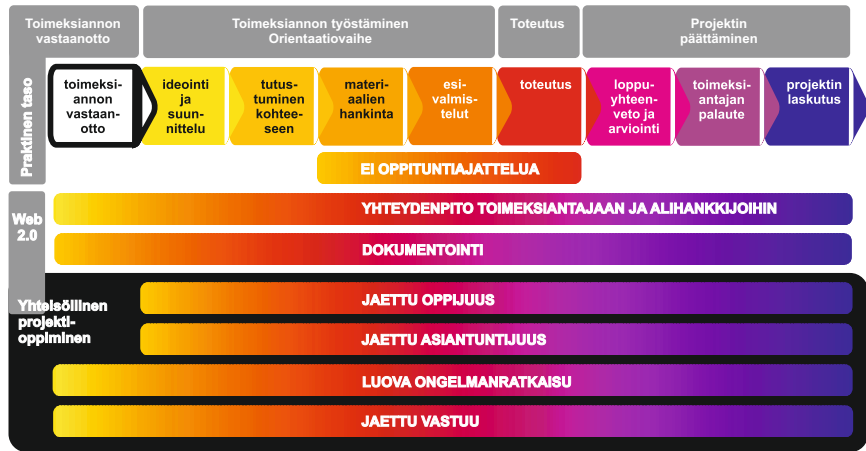 Toimeksiannon
vastaanotto
Toimeksiannon työstäminen
Orientaatiovaihe
Toteutus
Projektin
päättäminen
Praktinen taso
toimeksi-
annon
vastaan-
otto
ideointi
ja
suun-
nittelu
tutus-
tuminen
kohtee-
seen
materi-
aalien
hankinta
esi-
valmis-
telut
toteutus
loppu-
yhteen-
veto ja
arviointi
toimeksi-
antajan
palaute
projektin
laskutus
EI OPPITUNTIAJATTELUA
Web
2.0
YHTEYDENPITO TOIMEKSIANTAJAAN JA ALIHANKKIJOIHIN
DOKUMENTOINTI
Yhteisöllinen
projekti-
oppiminen
JAETTU OPPIJUUS
JAETTU ASIANTUNTIJUUS
LUOVA ONGELMANRATKAISU
JAETTU VASTUU